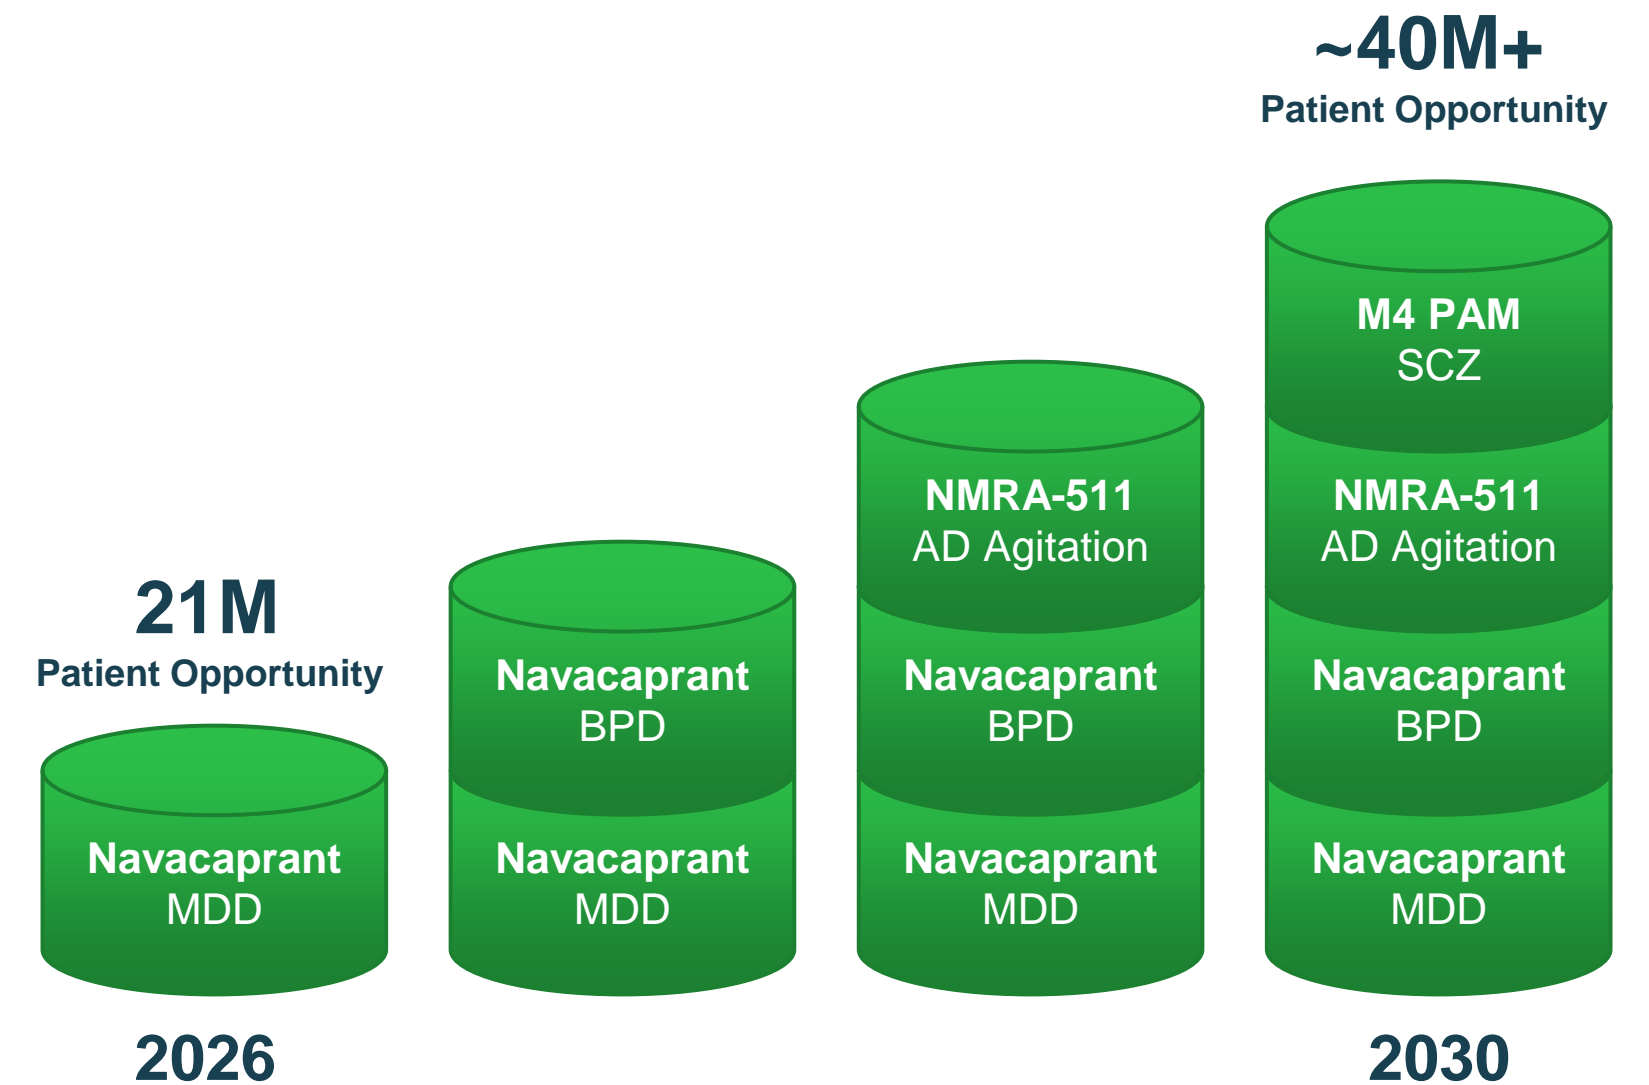 ~40M+
Patient Opportunity
21M
Patient Opportunity
Navacaprant
MDD
2026
Navacaprant
BPD
Navacaprant
MDD
NMRA-511
AD Agitation
Navacaprant
BPD
Navacaprant
MDD
M4 PAM
SCZ
NMRA-511
AD Agitation
Navacaprant
BPD
Navacaprant
MDD
2030